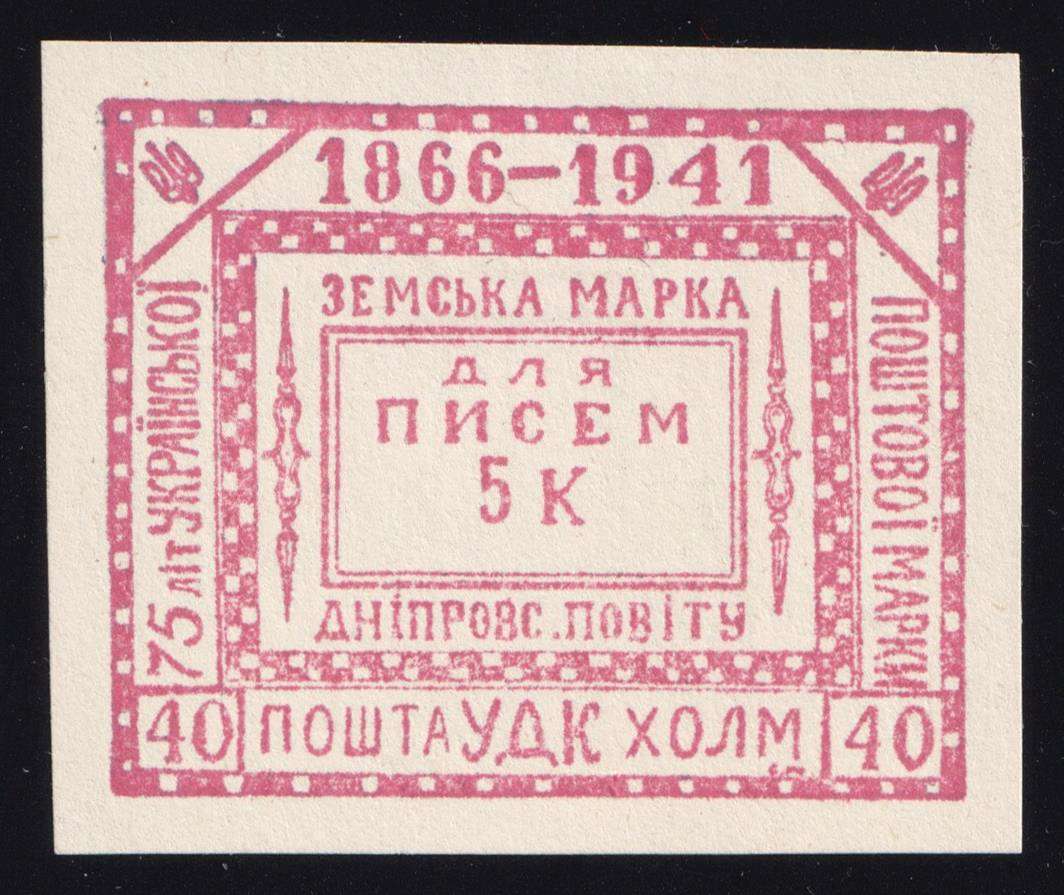 1866–1941
75 літ УКРАЇНСЬКОЇ
ПОШТОВОЇ МАРКИ
ЗЕМСЬКА МАРКА
для
ПИСЕМ
5 К
ДНІПРОВС. ПОВІТУ
40
ПОШТА УДК ХОЛМ
40